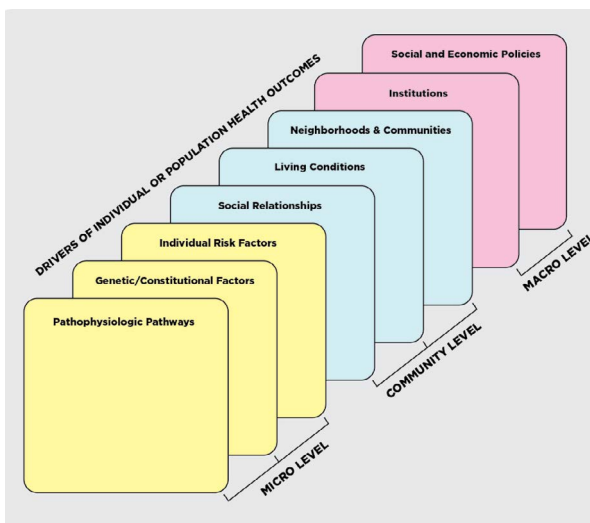 DRIVERS OF INDIVIDUAL OR POPULATION HEALTH OUTCOMES
Social and Economic Policies
Institutions
Neighborhoods & Communities
Living Conditions
Social Relationships
Individual Risk Factors
Genetic/Constitutional Factors
Pathophysiologic Pathways
MACRO LEVEL
COMMUNITY LEVEL
MICRO LEVEL